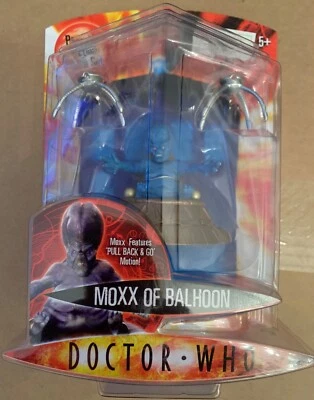 5+
Moxx Features
'PULL BACK & GO'
Motion!
MOXX OF BALHOON
DOCTOR · WHO